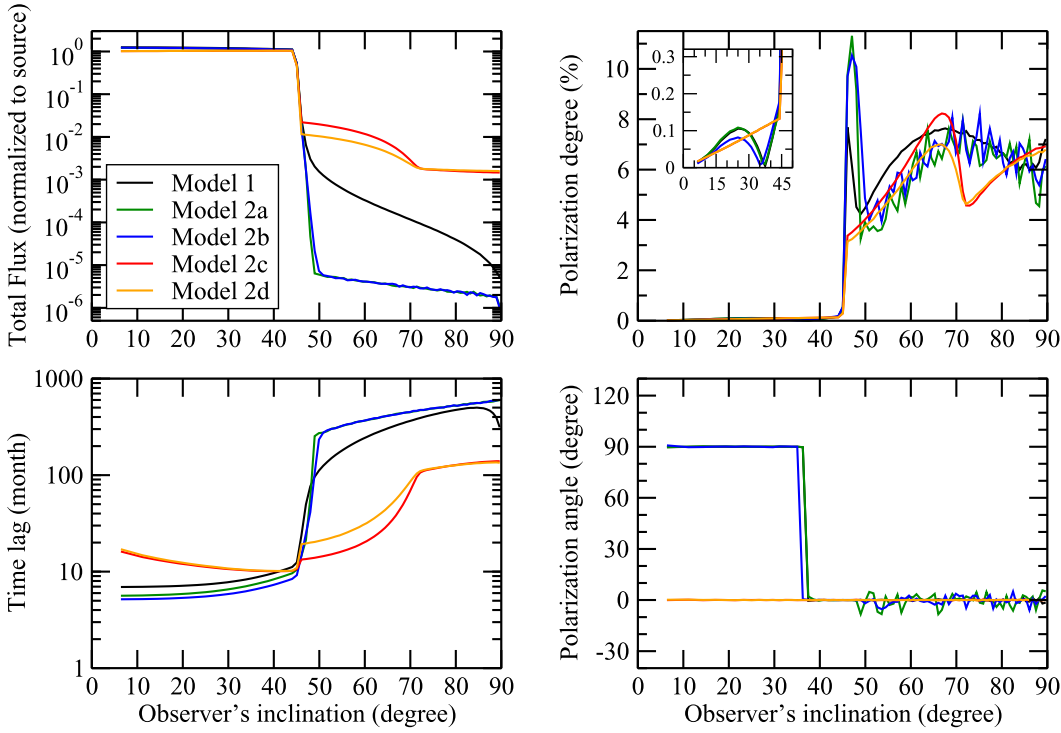 Total Flux (normalized to source)
10^0
10^-1
10^-2
10^-3
10^-4
10^-5
10^-6
Model 1
Model 2a
Model 2b
Model 2c
Model 2d
0 10 20 30 40 50 60 70 80 90
Polarization degree (%)
10
8
6
4
2
0
0.3
0.2
0.1
0
0 15 30 45
0 10 20 30 40 50 60 70 80 90
Time lag (month)
1000
100
10
1
0 10 20 30 40 50 60 70 80 90
Observer's inclination (degree)
Polarization angle (degree)
120
90
60
30
0
-30
0 10 20 30 40 50 60 70 80 90
Observer's inclination (degree)